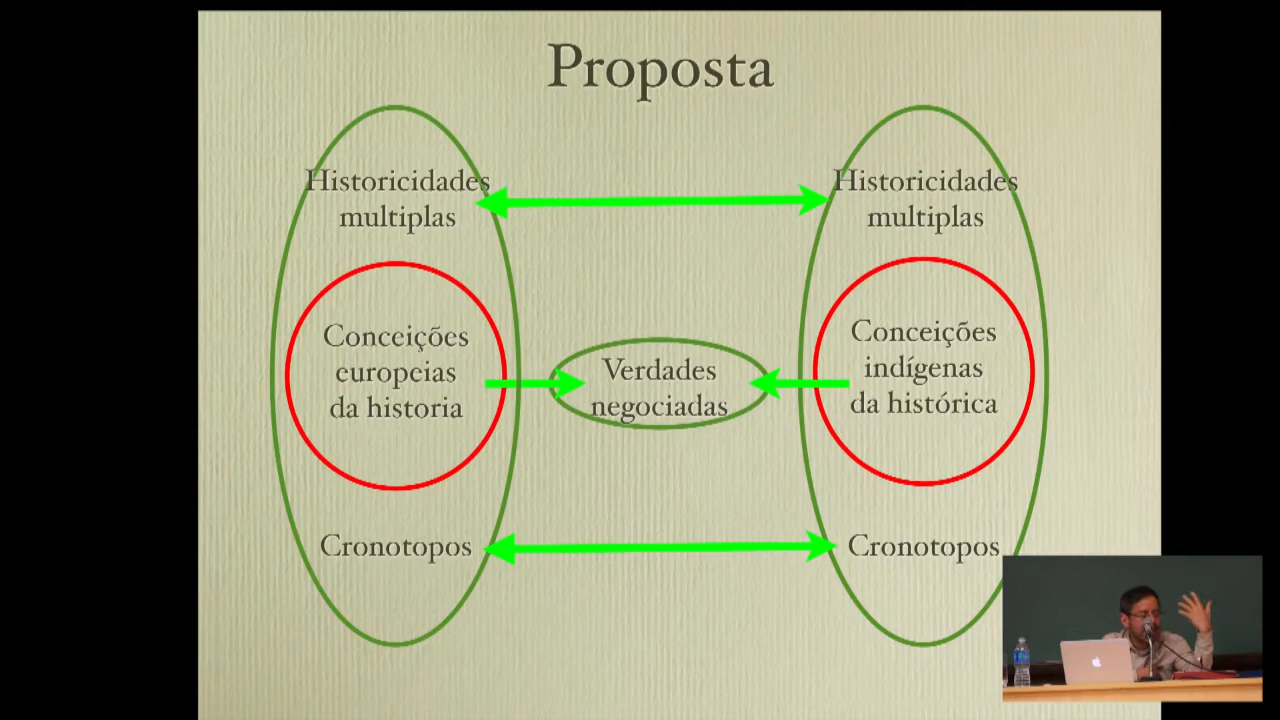 Proposta
Historicidades
multiplas
Conceições
europeias
da historia
Cronotopos
Verdades
negociadas
Historicidades
multiplas
Conceições
indígenas
da histórica
Cronotopos